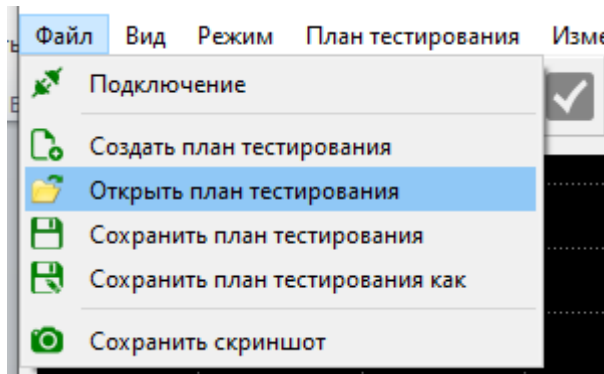 Файл Вид Режим План тестирования
Подключение
Создать план тестирования
Открыть план тестирования
Сохранить план тестирования
Сохранить план тестирования как
Сохранить скриншот